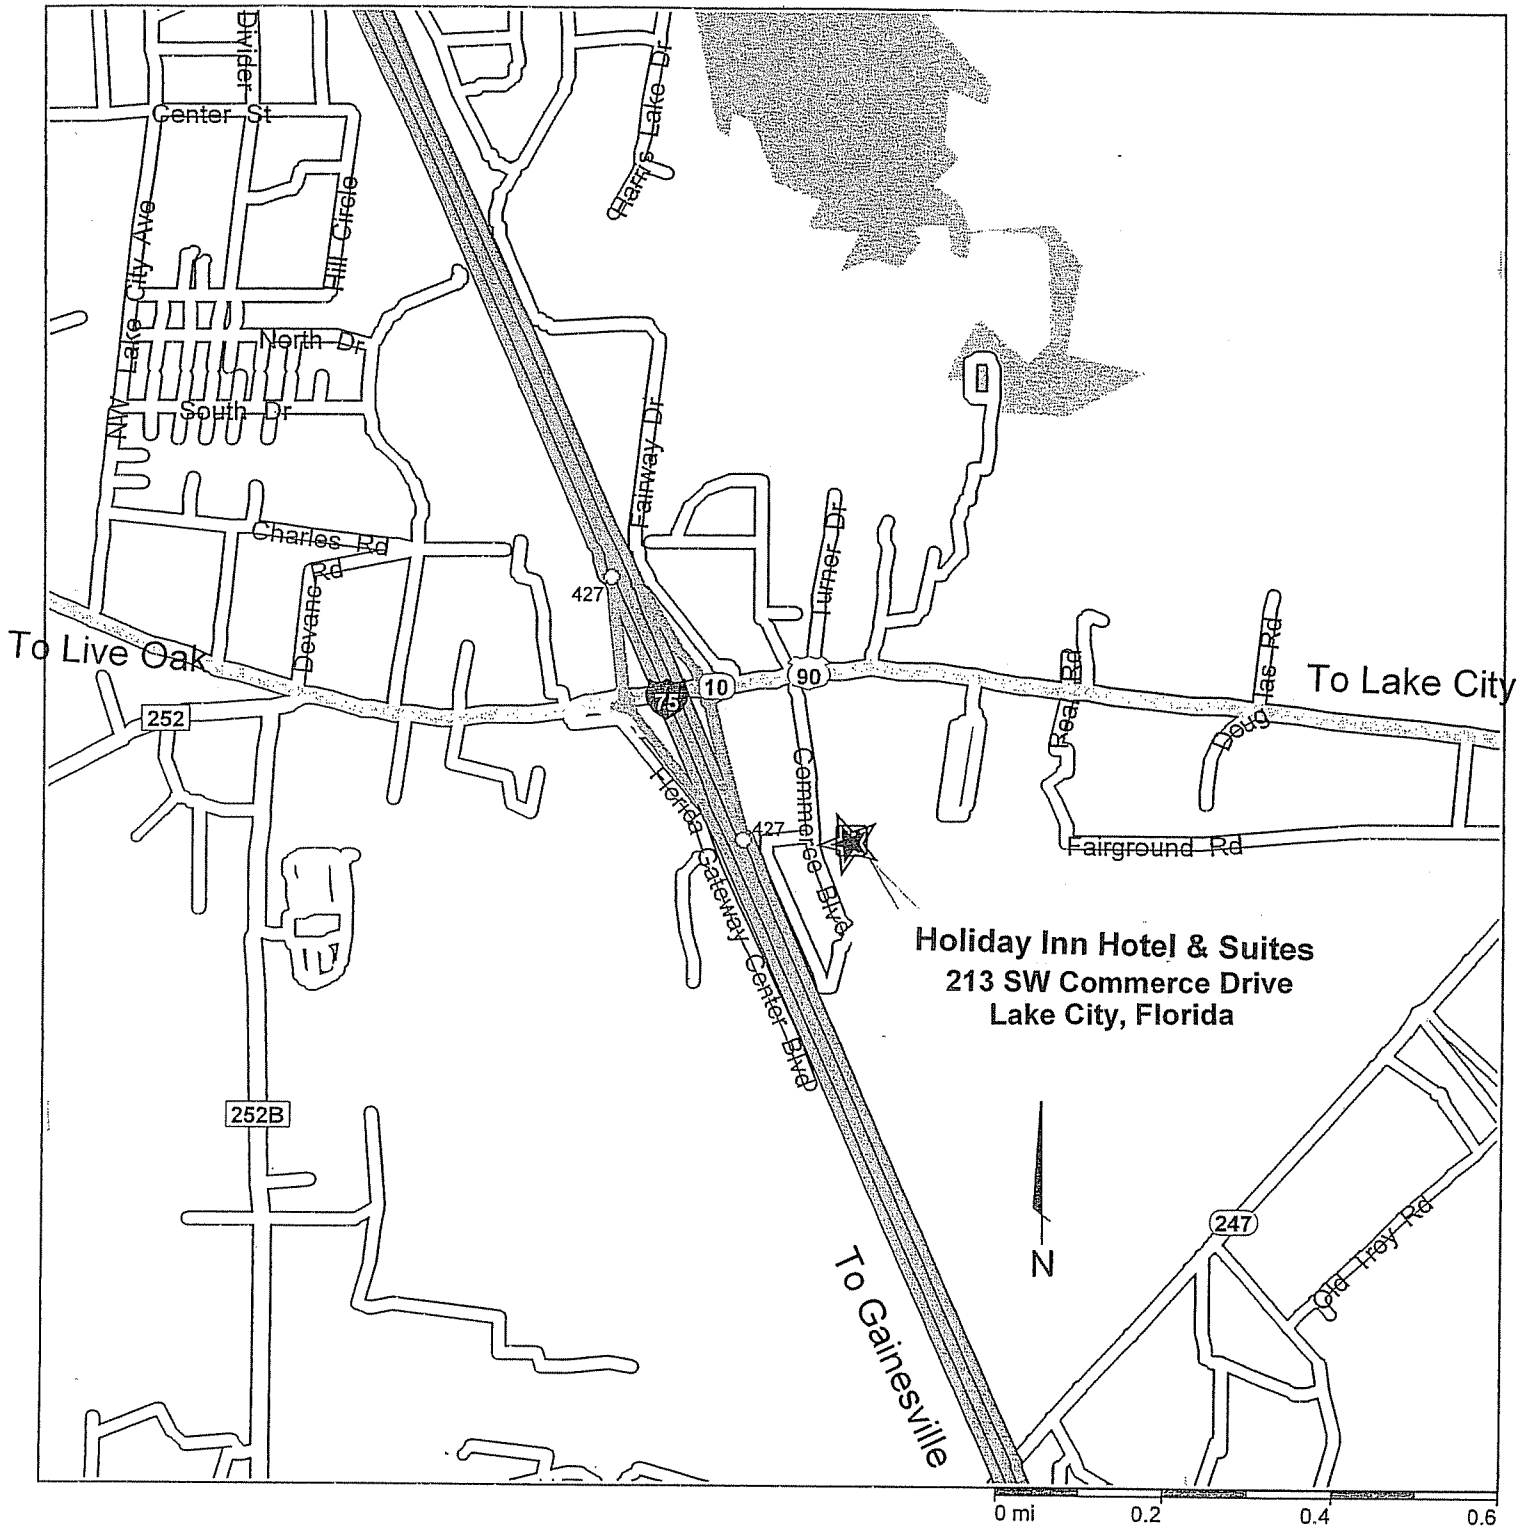 Divider
Center St
Harris Lake Dr
NW Lake City Ave
Hill Circle
North Dr
South Dr
Fairway Dr
Charles Rd
Turner Dr
Devane Rd
427
To Live Oak
To Lake City
Real Rd
Douglas Rd
252
75
10
90
Florida Gateway Center Blvd
Commerce Blvd
427
Fairground Rd
Holiday Inn Hotel & Suites
213 SW Commerce Drive
Lake City, Florida
252B
N
247
Old Troy Rd
To Gainesville
0 mi 0.2 0.4 0.6